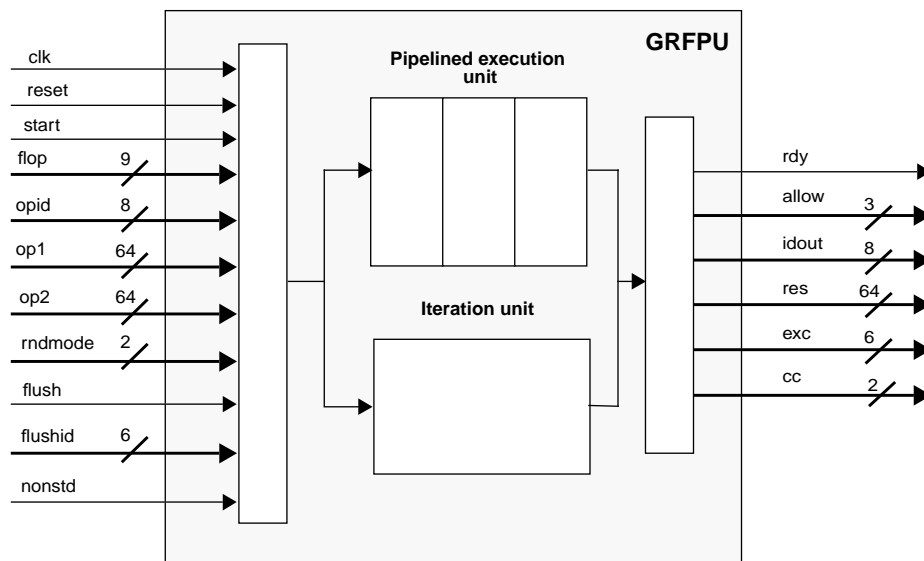 GRFPU
Pipelined execution
unit
Iteration unit
clk
reset
start
flop 9
opid 8
op1 64
op2 64
rndmode 2
flush
flushid 6
nonstd
rdy
allow 3
idout 8
res 64
exc 6
cc 2